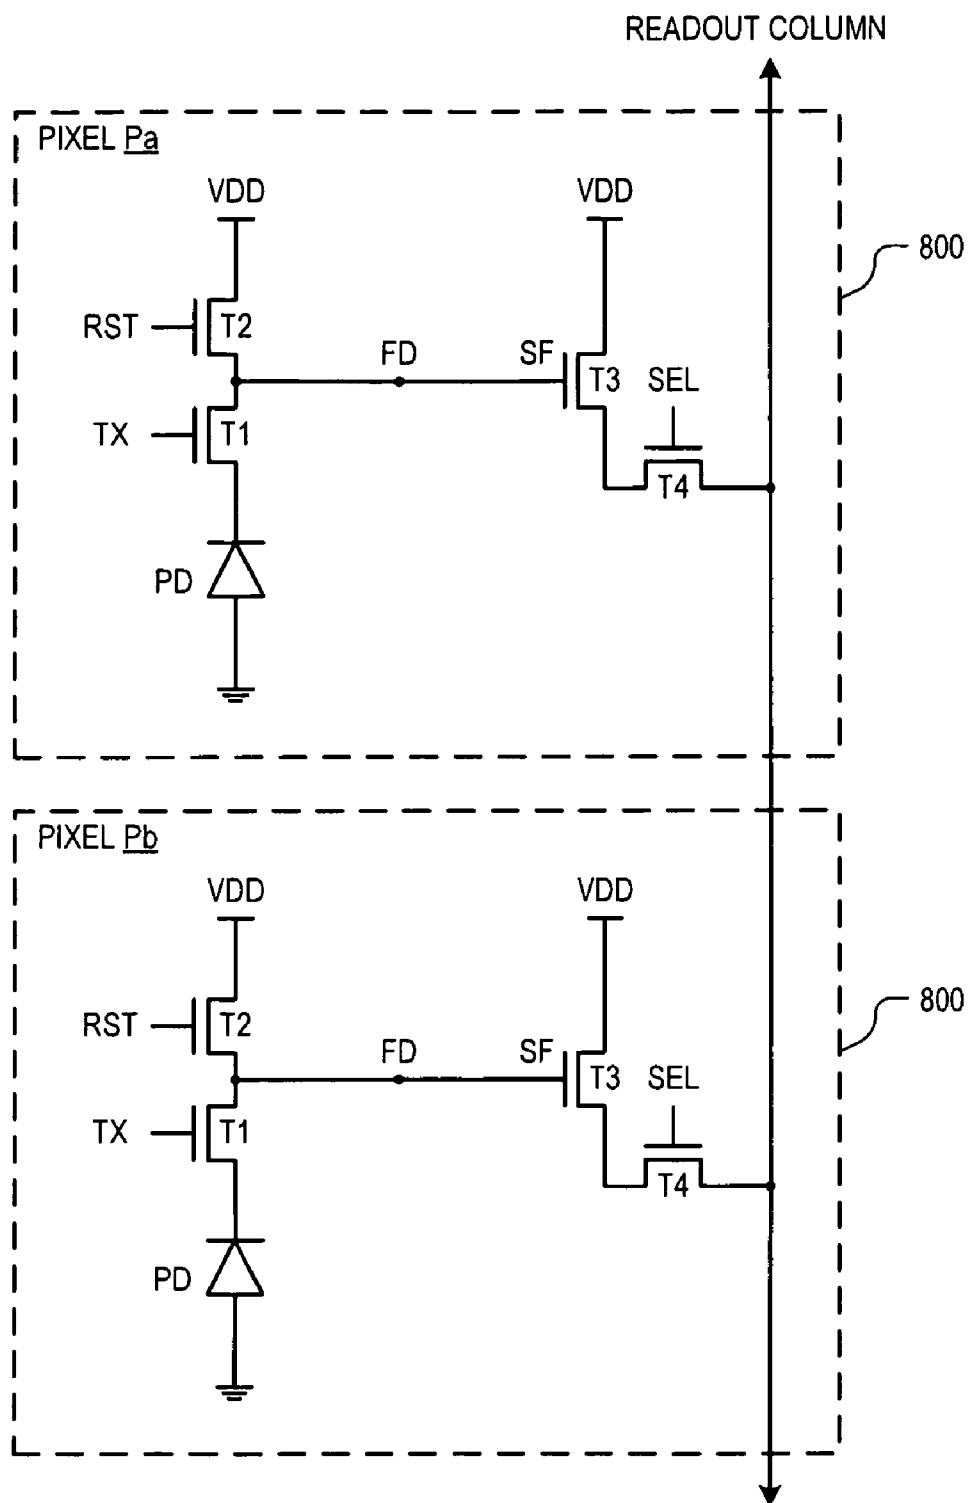 READOUT COLUMN
PIXEL Pa
VDD
VDD
800
RST
T2
FD
SF
T3
SEL
TX
T1
T4
PD
PIXEL Pb
VDD
VDD
800
RST
T2
FD
SF
T3
SEL
TX
T1
T4
PD